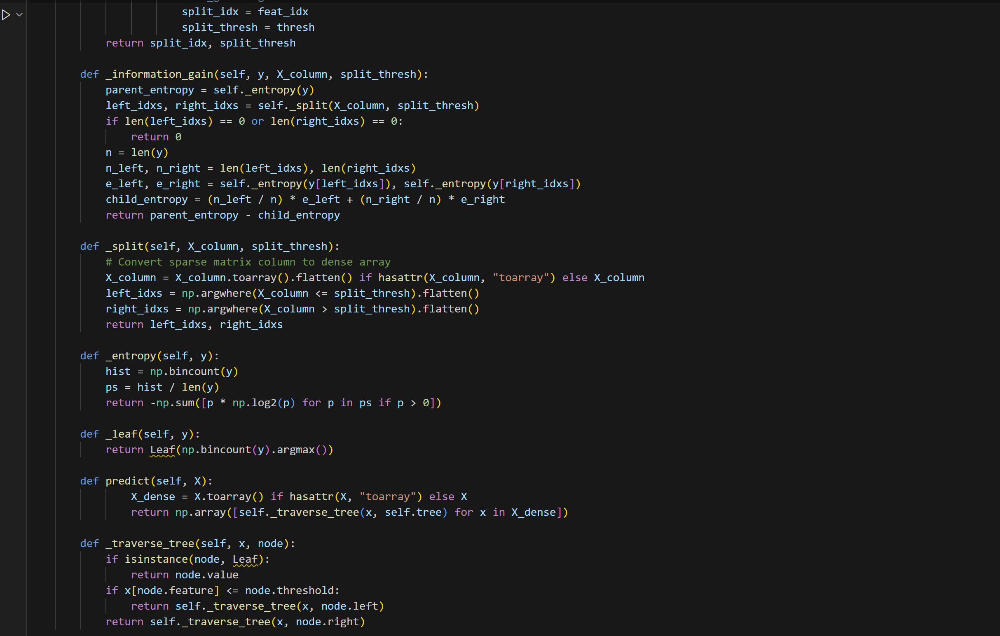 split_idx = feat_idx
                        split_thresh = thresh
            return split_idx, split_thresh

        def _information_gain(self, y, X_column, split_thresh):
            parent_entropy = self._entropy(y)
            left_idxs, right_idxs = self._split(X_column, split_thresh)
            if len(left_idxs) == 0 or len(right_idxs) == 0:
                return 0
            n = len(y)
            n_left, n_right = len(left_idxs), len(right_idxs)
            e_left, e_right = self._entropy(y[left_idxs]), self._entropy(y[right_idxs])
            child_entropy = (n_left / n) * e_left + (n_right / n) * e_right
            return parent_entropy - child_entropy

        def _split(self, X_column, split_thresh):
            # Convert sparse matrix column to dense array
            X_column = X_column.toarray().flatten() if hasattr(X_column, "toarray") else X_column
            left_idxs = np.argwhere(X_column <= split_thresh).flatten()
            right_idxs = np.argwhere(X_column > split_thresh).flatten()
            return left_idxs, right_idxs

        def _entropy(self, y):
            hist = np.bincount(y)
            ps = hist / len(y)
            return -np.sum([p * np.log2(p) for p in ps if p > 0])

        def _leaf(self, y):
            return Leaf(np.bincount(y).argmax())

        def predict(self, X):
                X_dense = X.toarray() if hasattr(X, "toarray") else X
                return np.array([self._traverse_tree(x, self.tree) for x in X_dense])

        def _traverse_tree(self, x, node):
            if isinstance(node, Leaf):
                return node.value
            if x[node.feature] <= node.threshold:
                return self._traverse_tree(x, node.left)
            return self._traverse_tree(x, node.right)